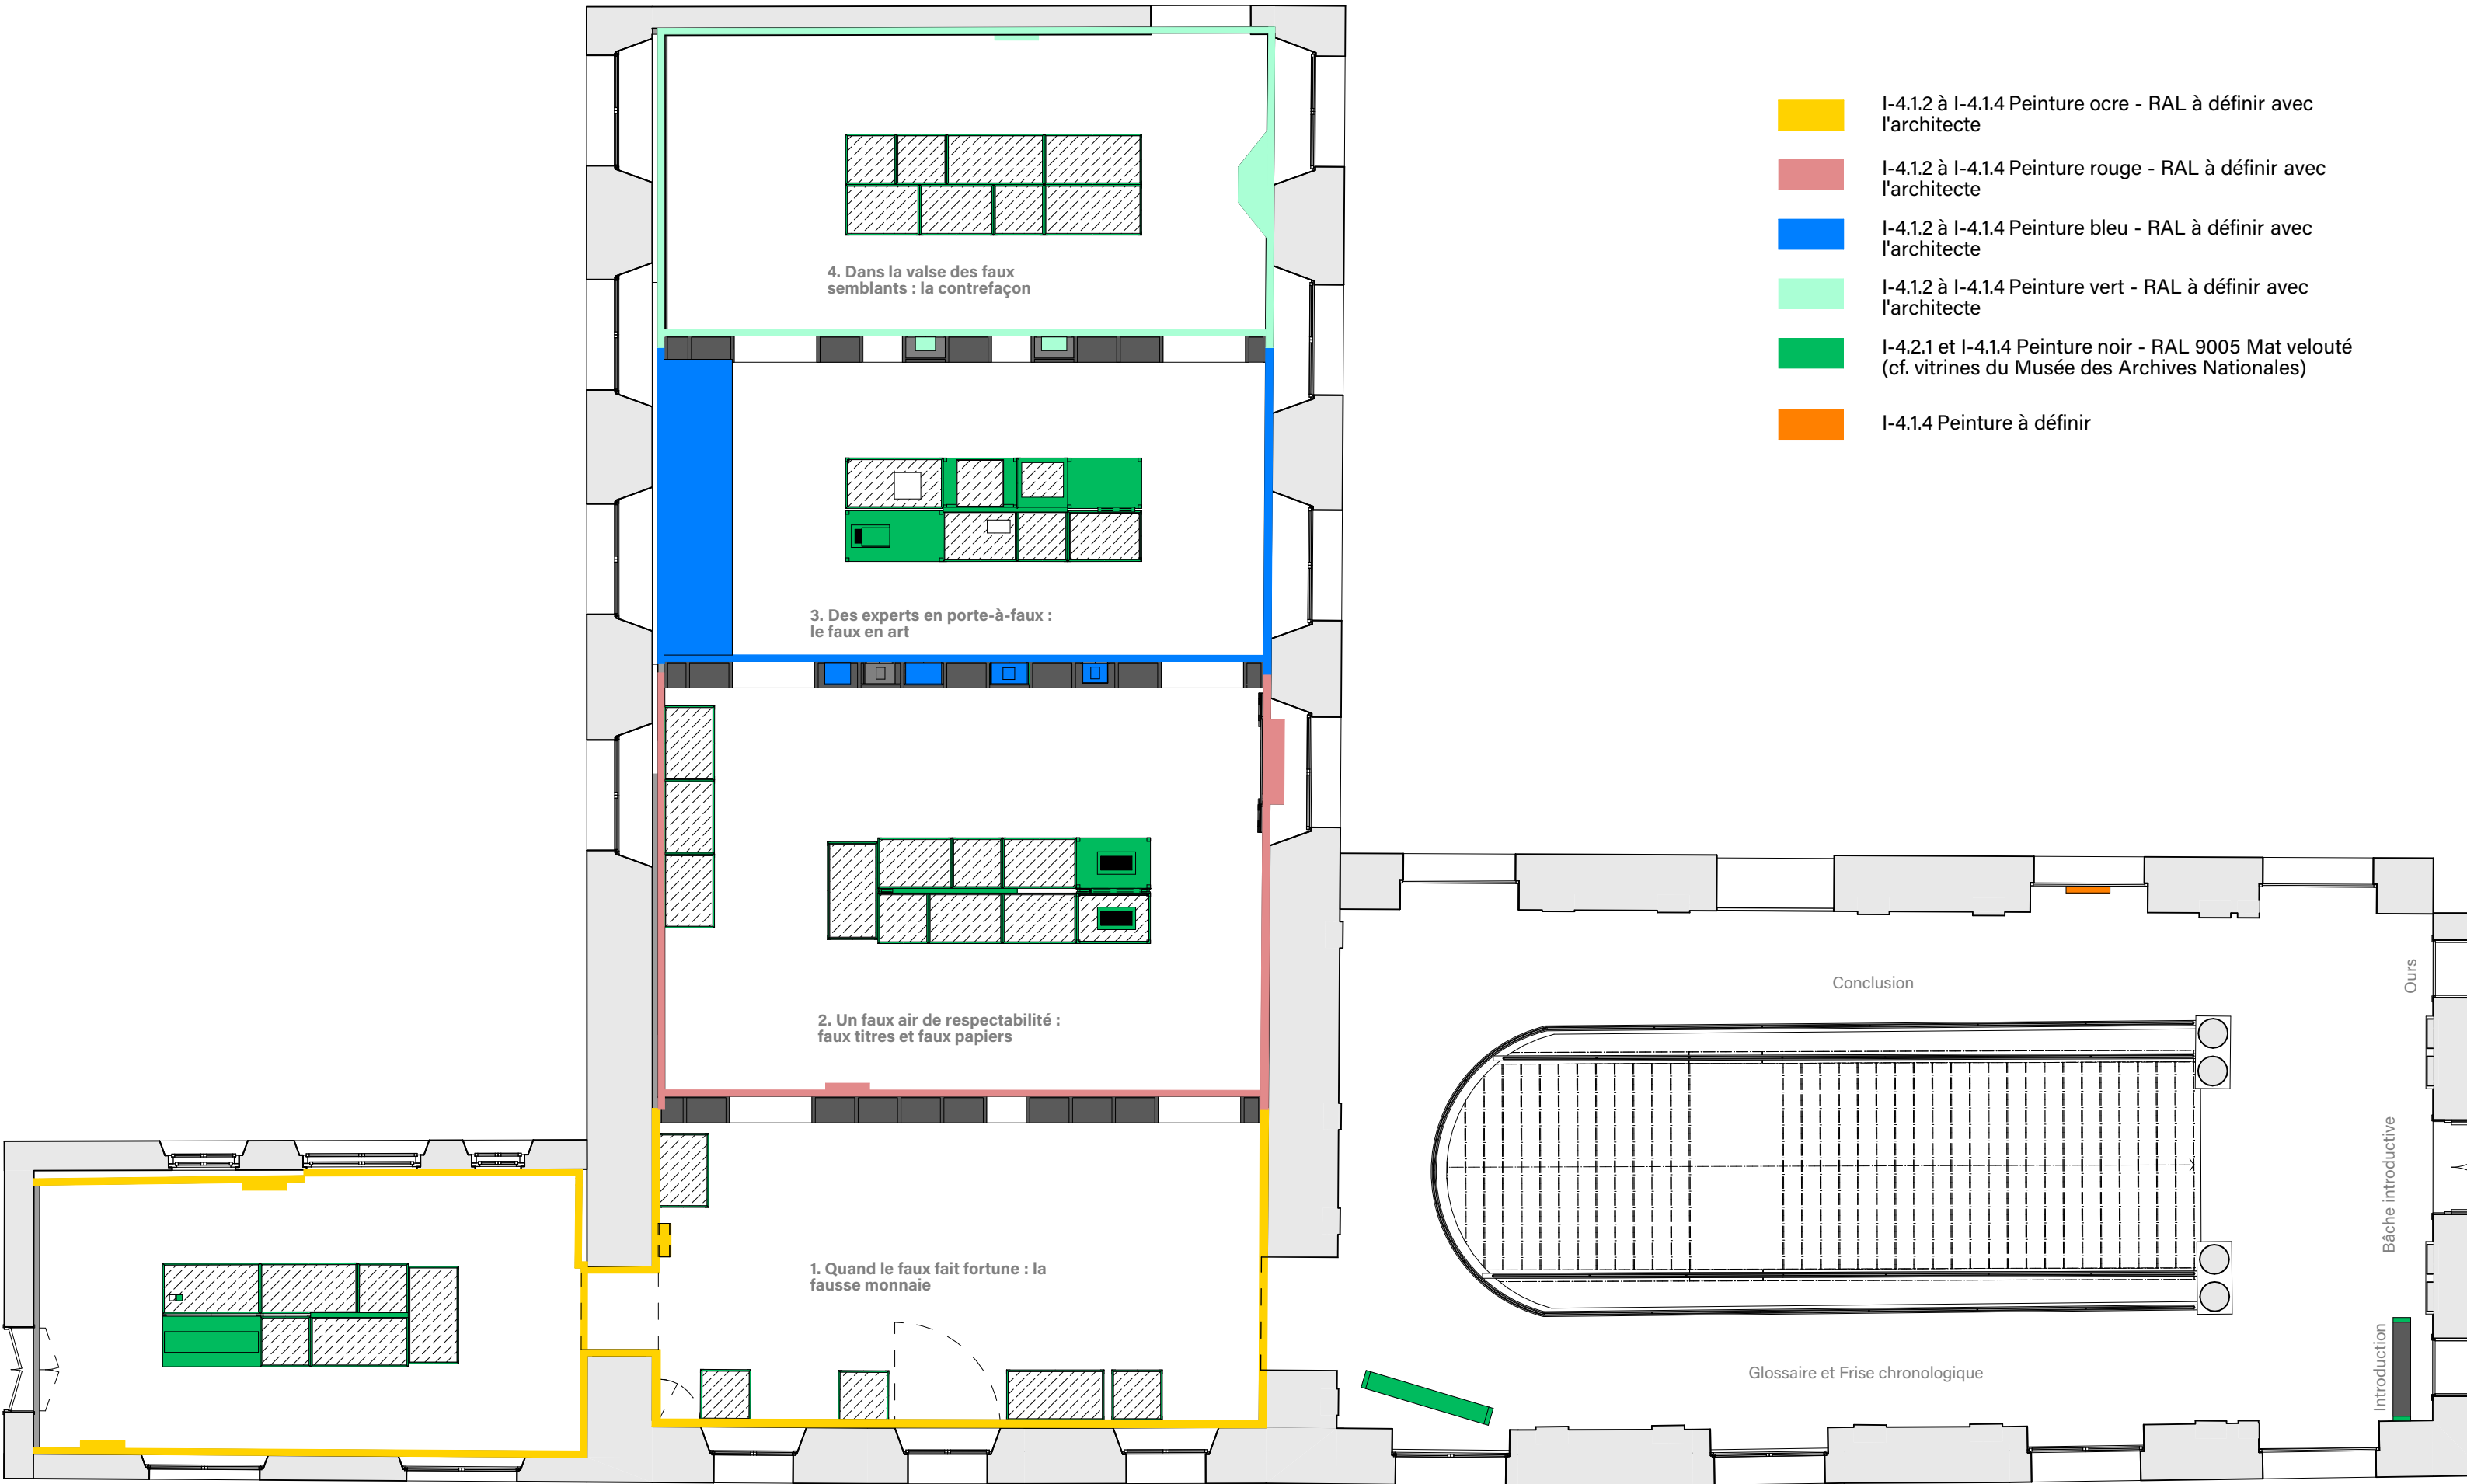 I-4.1.2 à I-4.1.4 Peinture ocre - RAL à définir avec
l'architecte
I-4.1.2 à I-4.1.4 Peinture rouge - RAL à définir avec
l'architecte
I-4.1.2 à I-4.1.4 Peinture bleu - RAL à définir avec
l'architecte
I-4.1.2 à I-4.1.4 Peinture vert - RAL à définir avec
l'architecte
I-4.2.1 et I-4.1.4 Peinture noir - RAL 9005 Mat velouté
(cf. vitrines du Musée des Archives Nationales)
I-4.1.4 Peinture à définir
4. Dans la valse des faux
semblants : la contrefaçon
3. Des experts en porte-à-faux :
le faux en art
2. Un faux air de respectabilité :
faux titres et faux papiers
1. Quand le faux fait fortune : la
fausse monnaie
Conclusion
Ours
Bâche introductive
Introduction
Glossaire et Frise chronologique